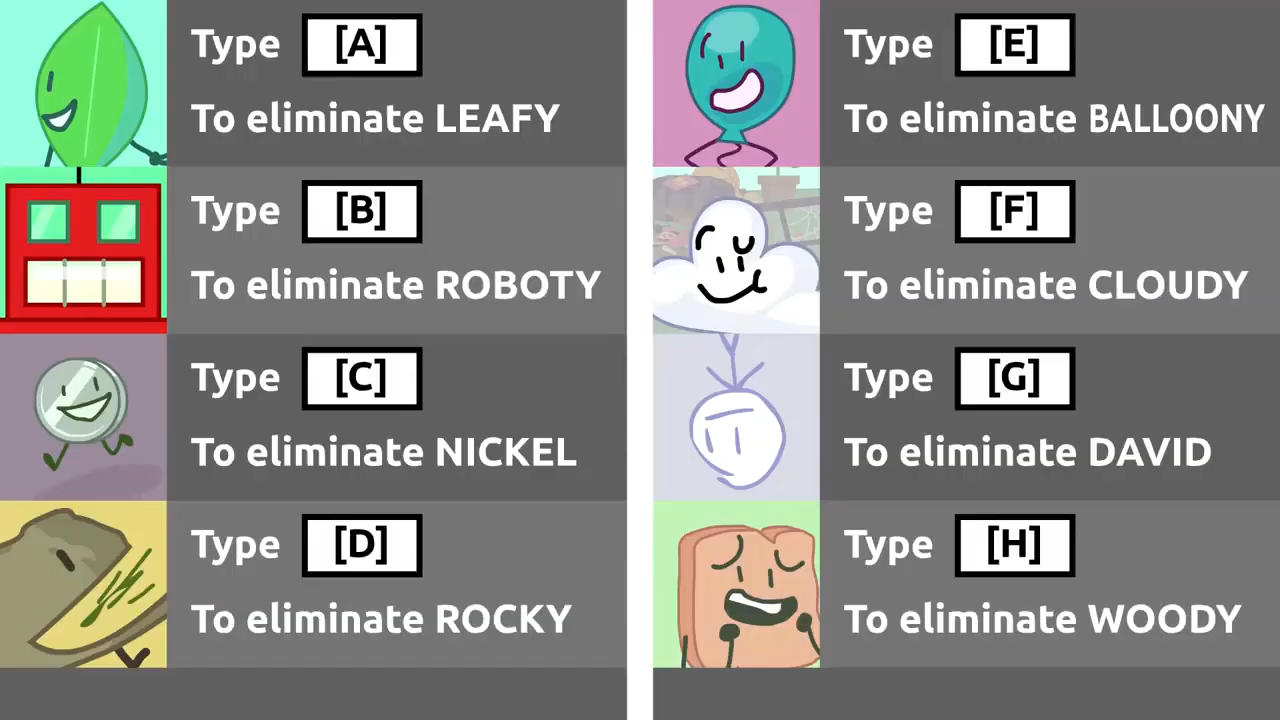 Type [A]
To eliminate LEAFY
Type [B]
To eliminate ROBOTY
Type [C]
To eliminate NICKEL
Type [D]
To eliminate ROCKY
Type [E]
To eliminate BALLOONY
Type [F]
To eliminate CLOUDY
Type [G]
To eliminate DAVID
Type [H]
To eliminate WOODY